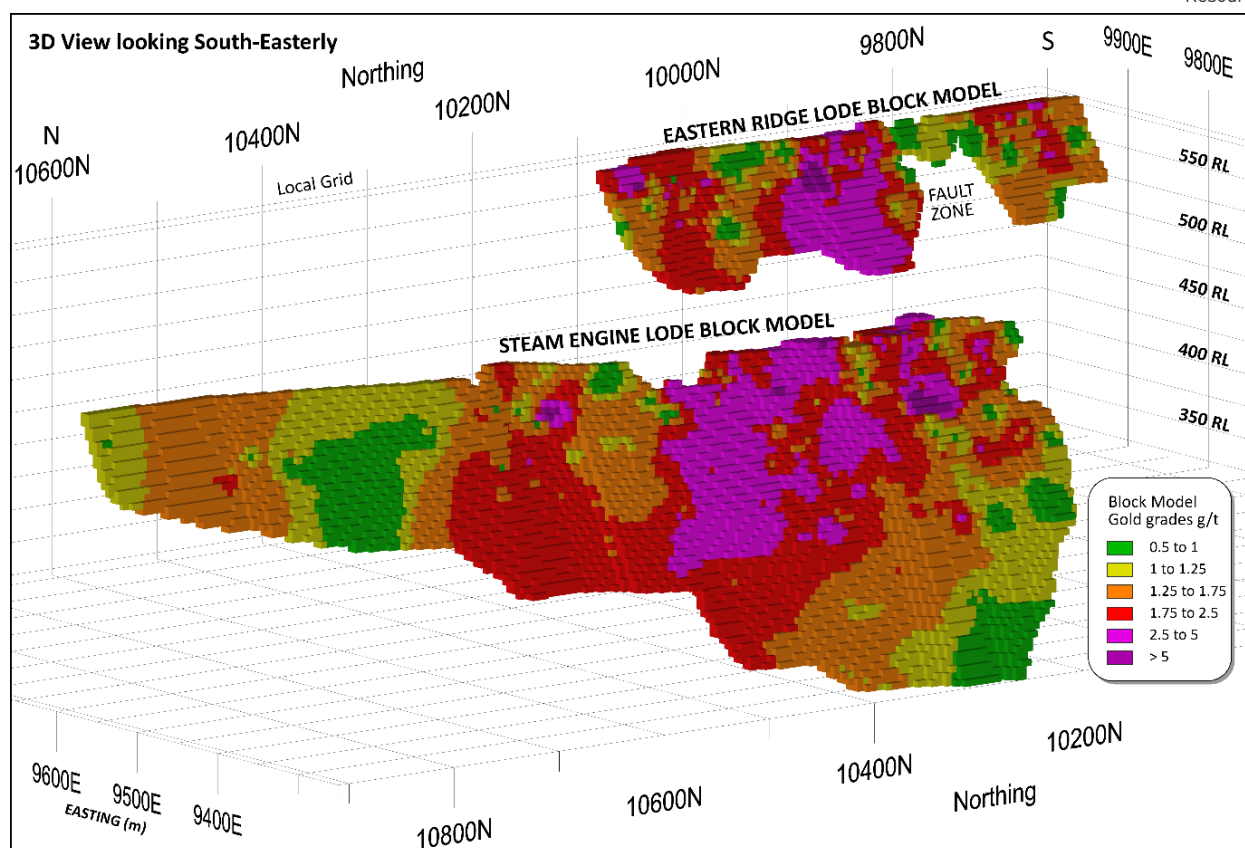 3D View looking South-Easterly
Northing
N
10600N
10400N
10200N
10000N
9800N
S
9900E
9800E
Local Grid
EASTERN RIDGE LODE BLOCK MODEL
FAULT
ZONE
550 RL
500 RL
450 RL
400 RL
350 RL
STEAM ENGINE LODE BLOCK MODEL
Block Model
Gold grades g/t
0.5 to 1
1 to 1.25
1.25 to 1.75
1.75 to 2.5
2.5 to 5
> 5
9600E
9500E
9400E
EASTING (m)
10800N
10600N
10400N
10200N
Northing